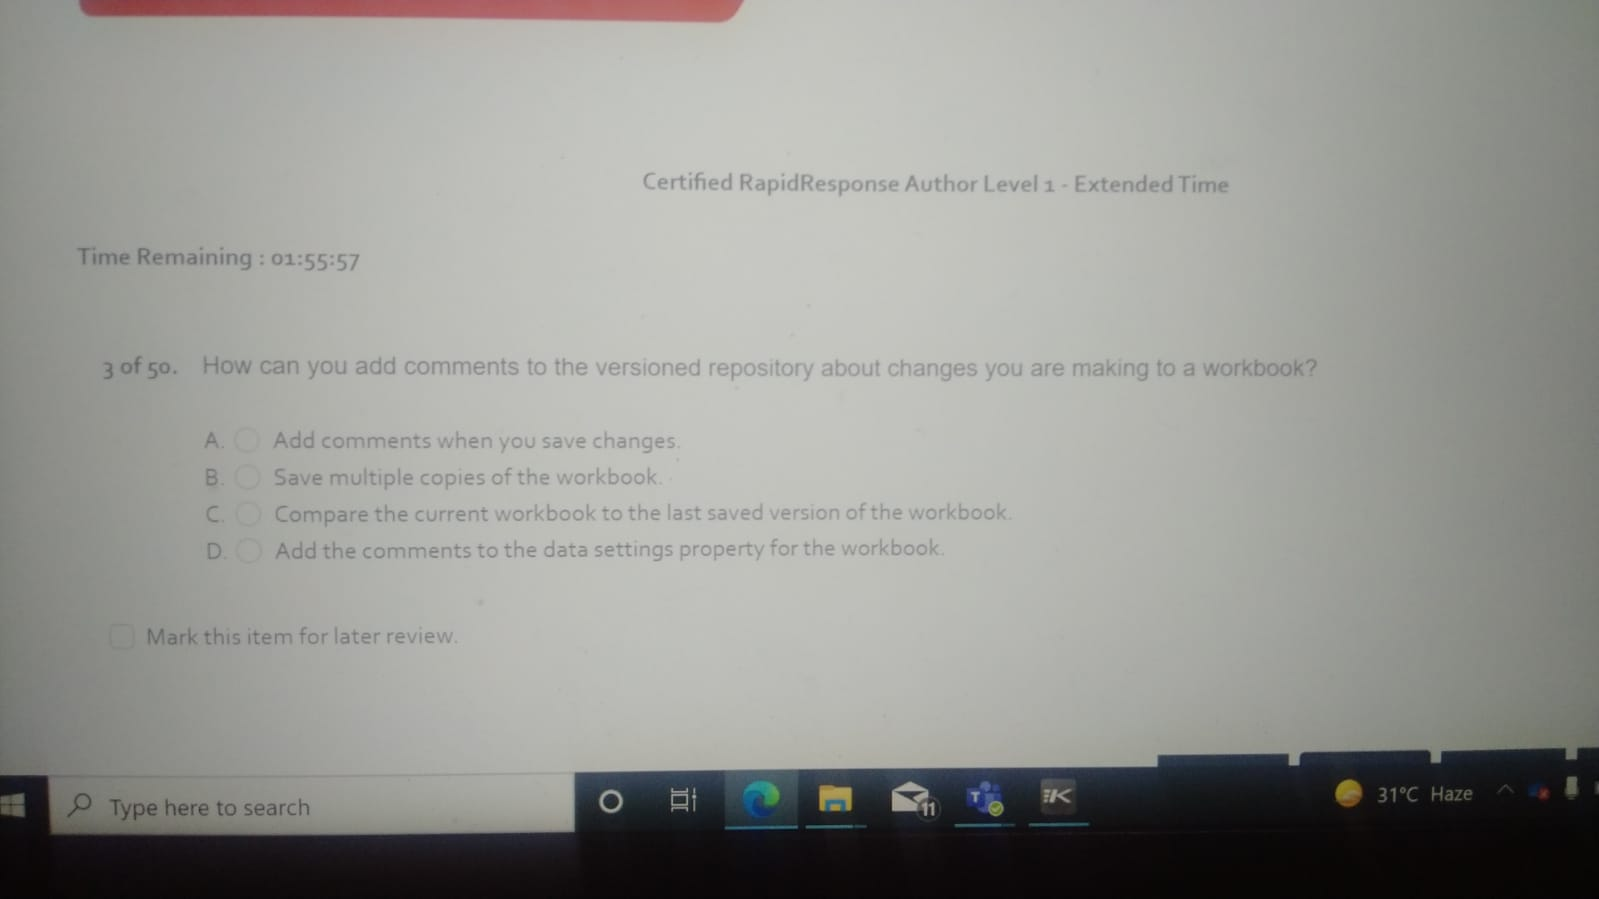 Certified RapidResponse Author Level 1 - Extended Time
Time Remaining : 01:55:57
3 of 50. How can you add comments to the versioned repository about changes you are making to a workbook?
A. Add comments when you save changes.
B. Save multiple copies of the workbook.
C. Compare the current workbook to the last saved version of the workbook.
D. Add the comments to the data settings property for the workbook.
Mark this item for later review.
Type here to search
11
T
K
31°C Haze